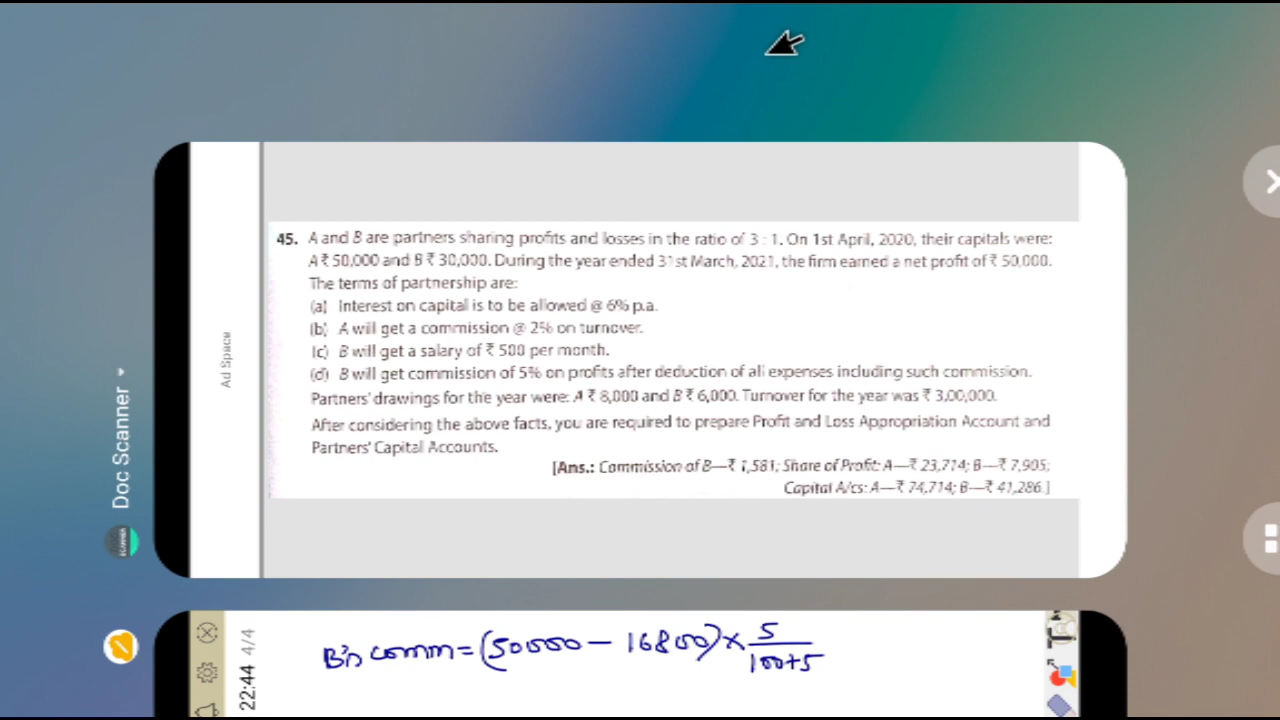 45. A and B are partners sharing profits and losses in the ratio of 3 : 1. On 1st April, 2020, their capitals were:
A ₹ 50,000 and B ₹ 30,000. During the year ended 31st March, 2021, the firm earned a net profit of ₹ 50,000.
The terms of partnership are:
(a) Interest on capital is to be allowed @ 6% p.a.
(b) A will get a commission @ 2% on turnover.
(c) B will get a salary of ₹ 500 per month.
(d) B will get commission of 5% on profits after deduction of all expenses including such commission.
Partners' drawings for the year were: A ₹ 8,000 and B ₹ 6,000. Turnover for the year was ₹ 3,00,000.
After considering the above facts, you are required to prepare Profit and Loss Appropriation Account and
Partners' Capital Accounts.
[Ans.: Commission of B—₹ 1,581; Share of Profit: A—₹ 23,714; B—₹ 7,905;
Capital A/cs: A—₹ 74,714; B—₹ 41,286.]
Ad Space
Doc Scanner
SCANNER
B's comm = (50000 - 16800) × 5/100+5
22:44 4/4